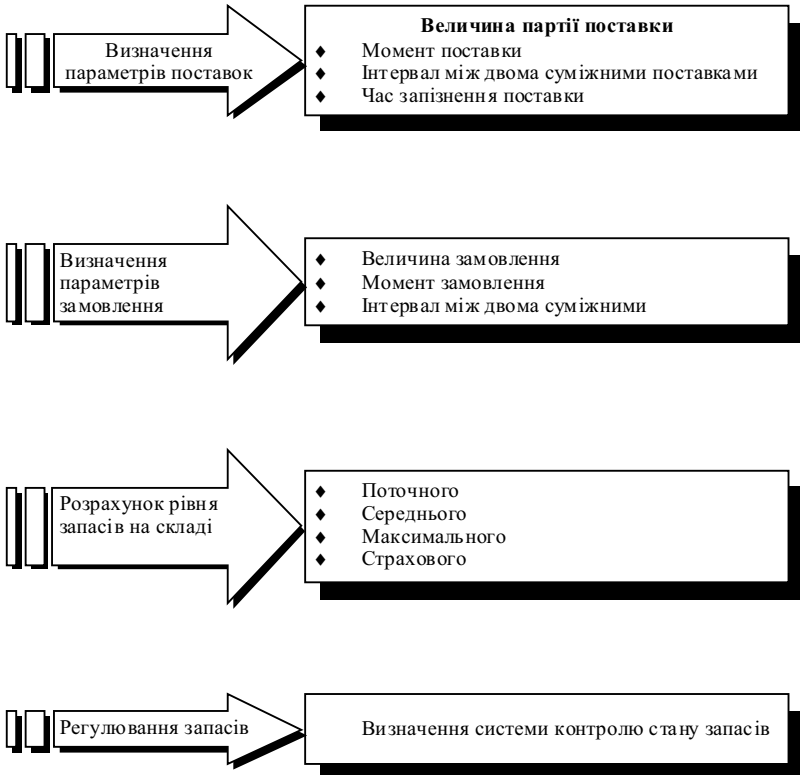 Визначення
параметрів поставок
Величина партії поставки
♦ Момент поставки
♦ Інтервал між двома суміжними поставками
♦ Час запізнення поставки
Визначення
параметрів
замовлення
♦ Величина замовлення
♦ Момент замовлення
♦ Інтервал між двома суміжними
Розрахунок рівня
запасів на складі
♦ Поточного
♦ Середнього
♦ Максимального
♦ Страхового
Регулювання запасів
Визначення системи контролю стану запасів